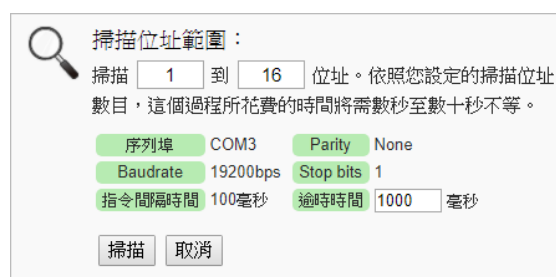 掃描位址範圍：
掃描 1 到 16 位址。依照您設定的掃描位址
數目，這個過程所花費的時間將需數秒至數十秒不等。
序列埠 COM3 Parity None
Baudrate 19200bps Stop bits 1
指令間隔時間 100毫秒 逾時時間 1000 毫秒
掃描 取消